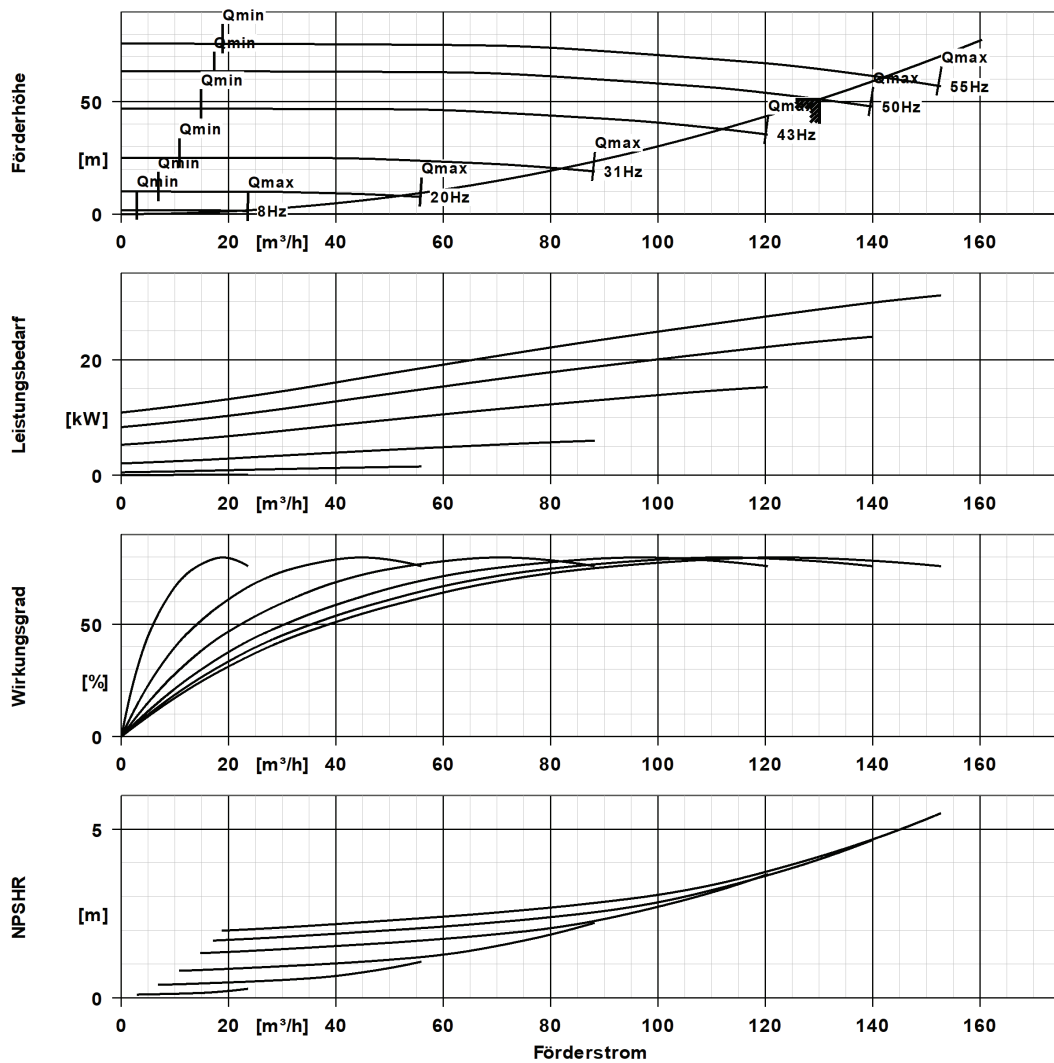 Qmin
Qmin
Qmin
Qmin
Qmin
Qmin
Qmax
Qmax
Qmax
Qmax
Qmax
Qmax
55Hz
50Hz
43Hz
31Hz
20Hz
8Hz
Förderhöhe
50
[m]
0
0 20 [m³/h] 40 60 80 100 120 140 160
Leistungsbedarf
20
[kW]
0
0 20 [m³/h] 40 60 80 100 120 140 160
Wirkungsgrad
50
[%]
0
0 20 [m³/h] 40 60 80 100 120 140 160
NPSHR
5
[m]
0
0 20 [m³/h] 40 60 80 100 120 140 160
Förderstrom